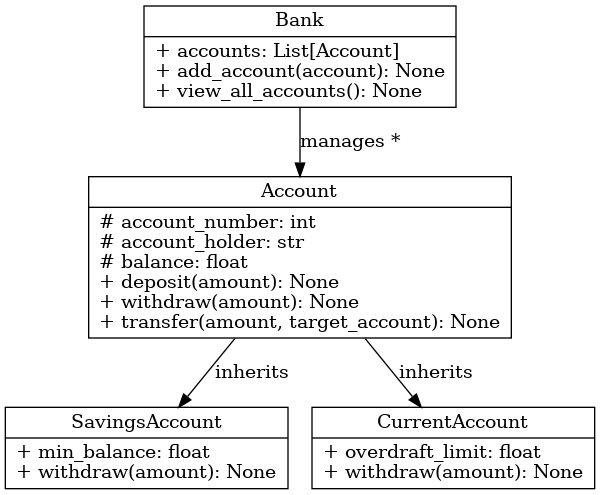 Bank
+ accounts: List[Account]
+ add_account(account): None
+ view_all_accounts(): None
manages *
Account
# account_number: int
# account_holder: str
# balance: float
+ deposit(amount): None
+ withdraw(amount): None
+ transfer(amount, target_account): None
inherits
inherits
SavingsAccount
+ min_balance: float
+ withdraw(amount): None
CurrentAccount
+ overdraft_limit: float
+ withdraw(amount): None